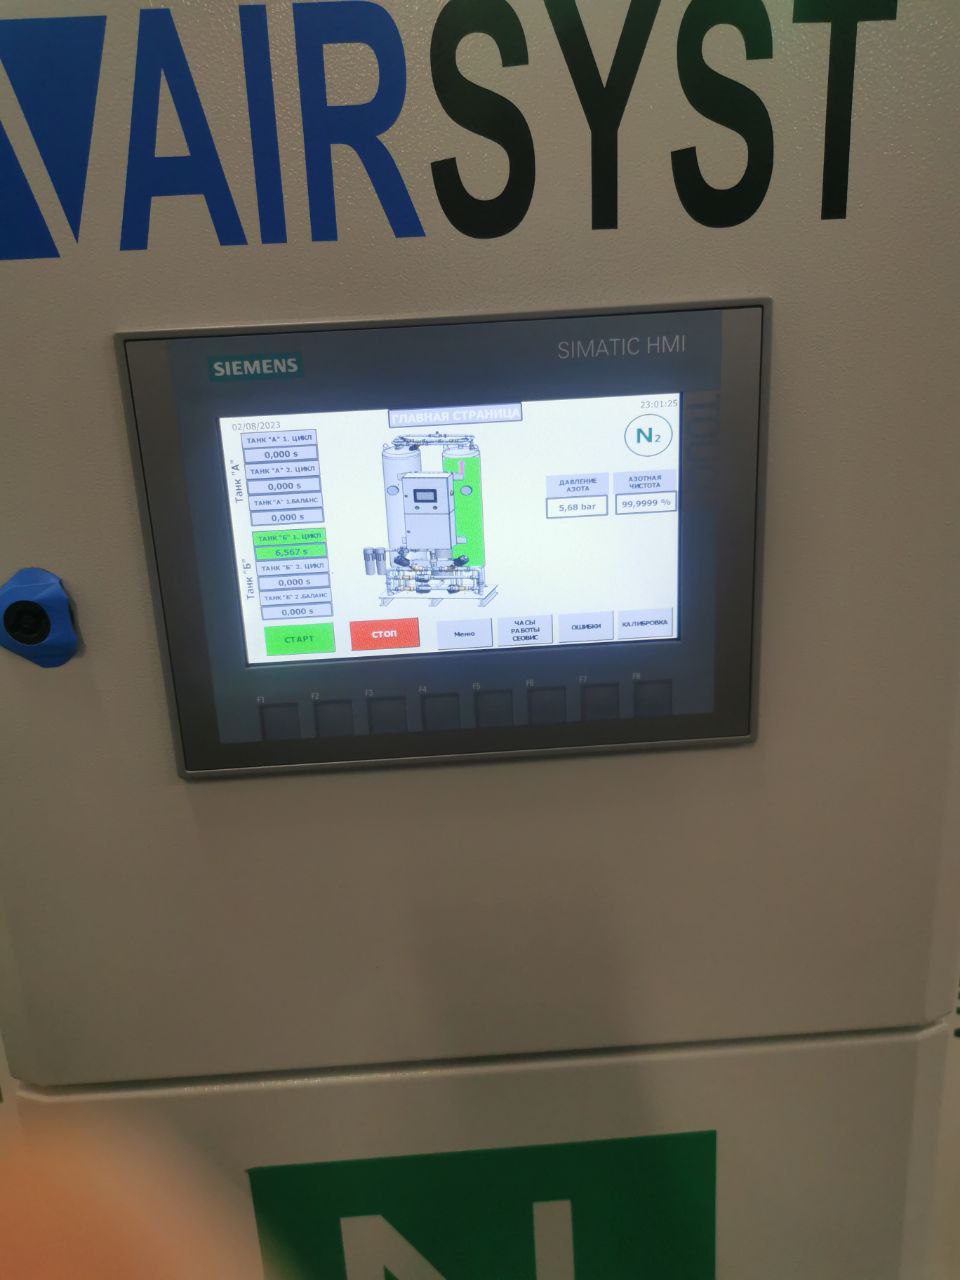 AIRSYST
SIEMENS
SIMATIC HMI
TOUCH
02/08/2023
ГЛАВНАЯ СТРАНИЦА
23:01:25
N2
Танк "А"
ТАНК "А" 1. ЦИКЛ
0,000 s
ТАНК "А" 2. ЦИКЛ
0,000 s
ТАНК "А" 1.БАЛАНС
0,000 s
Танк "Б"
ТАНК "Б" 1. ЦИКЛ
6,567 s
ТАНК "Б" 2. ЦИКЛ
0,000 s
ТАНК "Б" 2.БАЛАНС
0,000 s
ДАВЛЕНИЕ
АЗОТА
5,68 bar
АЗОТНАЯ
ЧИСТОТА
99,9999 %
СТАРТ
СТОП
Меню
ЧАСЫ
РАБОТЫ
СЕОВИС
ОШИБКИ
КАЛИБРОВКА
F1
F2
F3
F4
F5
F6
F7
F8
N